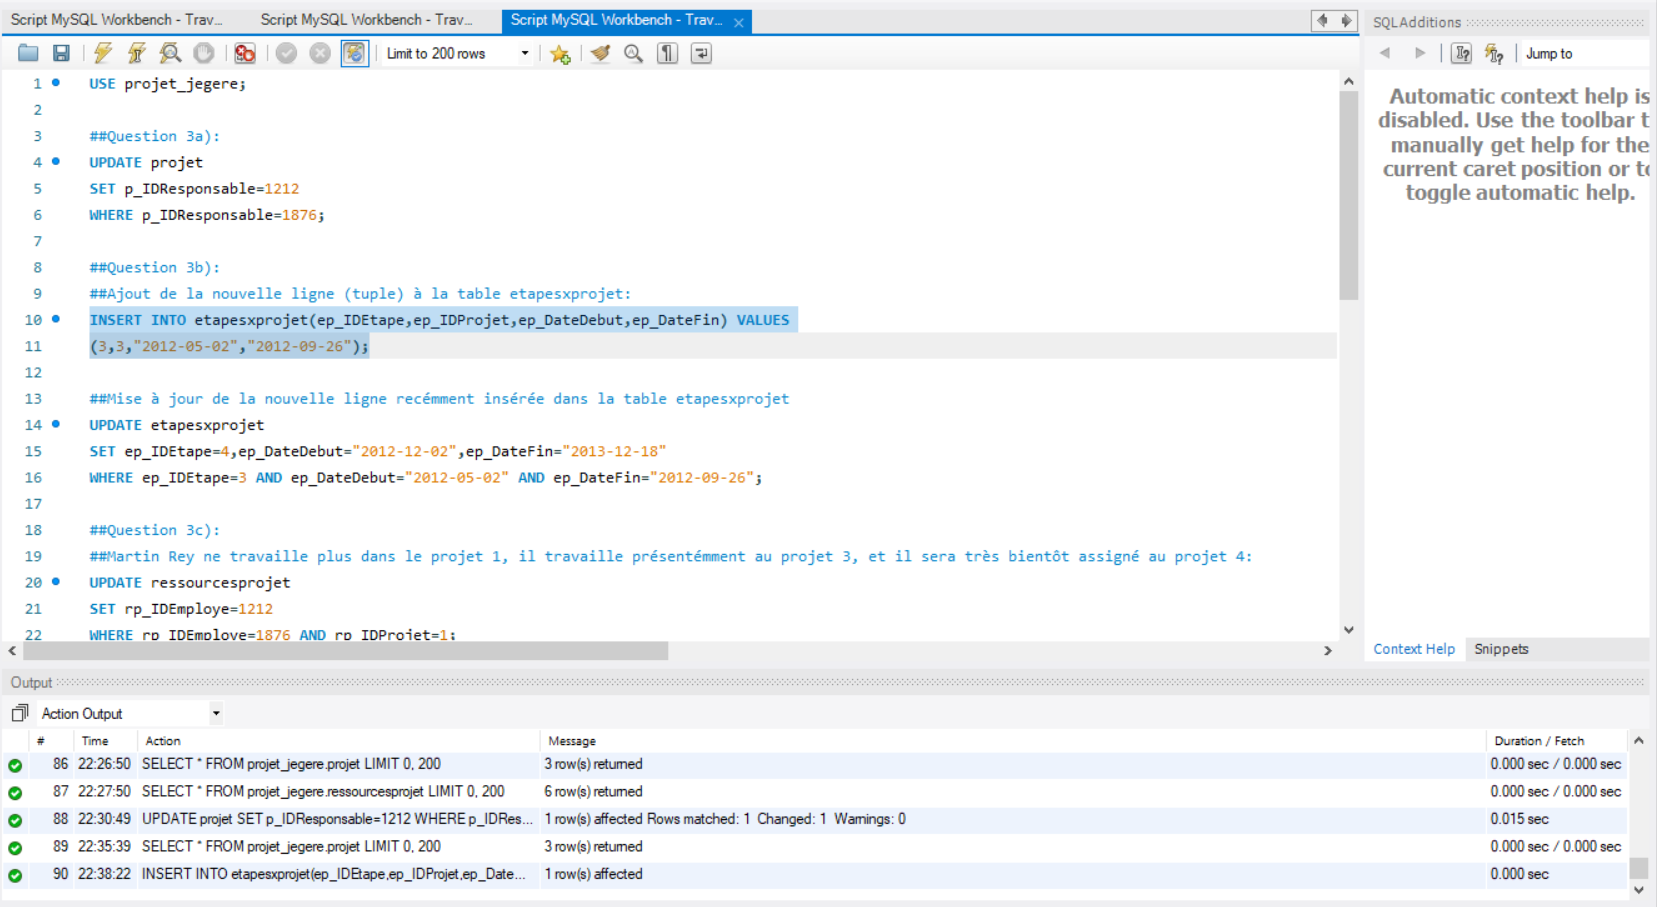 Script MySQL Workbench - Trav... Script MySQL Workbench - Trav... Script MySQL Workbench - Trav... ×
SQLAdditions
Limit to 200 rows
Jump to
1 USE projet_jegere;
2
3 ##Question 3a):
4 UPDATE projet
5 SET p_IDResponsable=1212
6 WHERE p_IDResponsable=1876;
7
8 ##Question 3b):
9 ##Ajout de la nouvelle ligne (tuple) à la table etapesxprojet:
10 INSERT INTO etapesxprojet(ep_IDEtape,ep_IDProjet,ep_DateDebut,ep_DateFin) VALUES
11 (3,3,"2012-05-02","2012-09-26");
12
13 ##Mise à jour de la nouvelle ligne recémment insérée dans la table etapesxprojet
14 UPDATE etapesxprojet
15 SET ep_IDEtape=4,ep_DateDebut="2012-12-02",ep_DateFin="2013-12-18"
16 WHERE ep_IDEtape=3 AND ep_DateDebut="2012-05-02" AND ep_DateFin="2012-09-26";
17
18 ##Question 3c):
19 ##Martin Rey ne travaille plus dans le projet 1, il travaille présentémment au projet 3, et il sera très bientôt assigné au projet 4:
20 UPDATE ressourcesprojet
21 SET rp_IDEmploye=1212
22 WHERE rp_IDEmploye=1876 AND rp_IDProjet=1;
Automatic context help is
disabled. Use the toolbar t
manually get help for the
current caret position or to
toggle automatic help.
Context Help Snippets
Output
Action Output
# Time Action Message Duration / Fetch
86 22:26:50 SELECT * FROM projet_jegere.projet LIMIT 0, 200 3 row(s) returned 0.000 sec / 0.000 sec
87 22:27:50 SELECT * FROM projet_jegere.ressourcesprojet LIMIT 0, 200 6 row(s) returned 0.000 sec / 0.000 sec
88 22:30:49 UPDATE projet SET p_IDResponsable=1212 WHERE p_IDRes... 1 row(s) affected Rows matched: 1 Changed: 1 Warnings: 0 0.015 sec
89 22:35:39 SELECT * FROM projet_jegere.projet LIMIT 0, 200 3 row(s) returned 0.000 sec / 0.000 sec
90 22:38:22 INSERT INTO etapesxprojet(ep_IDEtape,ep_IDProjet,ep_Date... 1 row(s) affected 0.000 sec